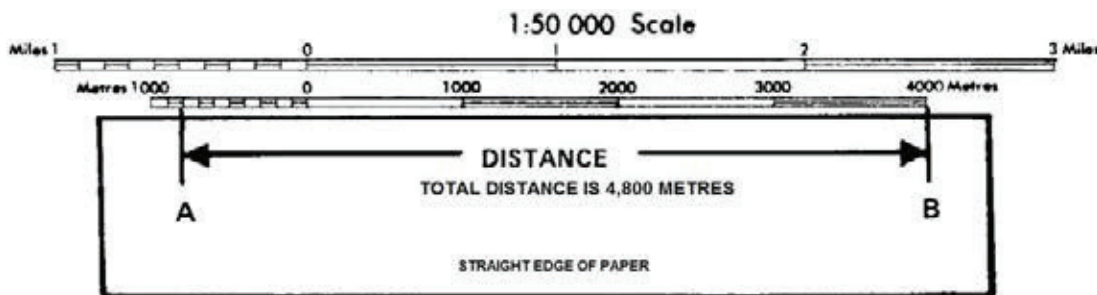 1:50 000 Scale
Miles 1 0 1 2 3 Miles
Metres 1000 0 1000 2000 3000 4000 Metres
DISTANCE
TOTAL DISTANCE IS 4,800 METRES
A B
STRAIGHT EDGE OF PAPER